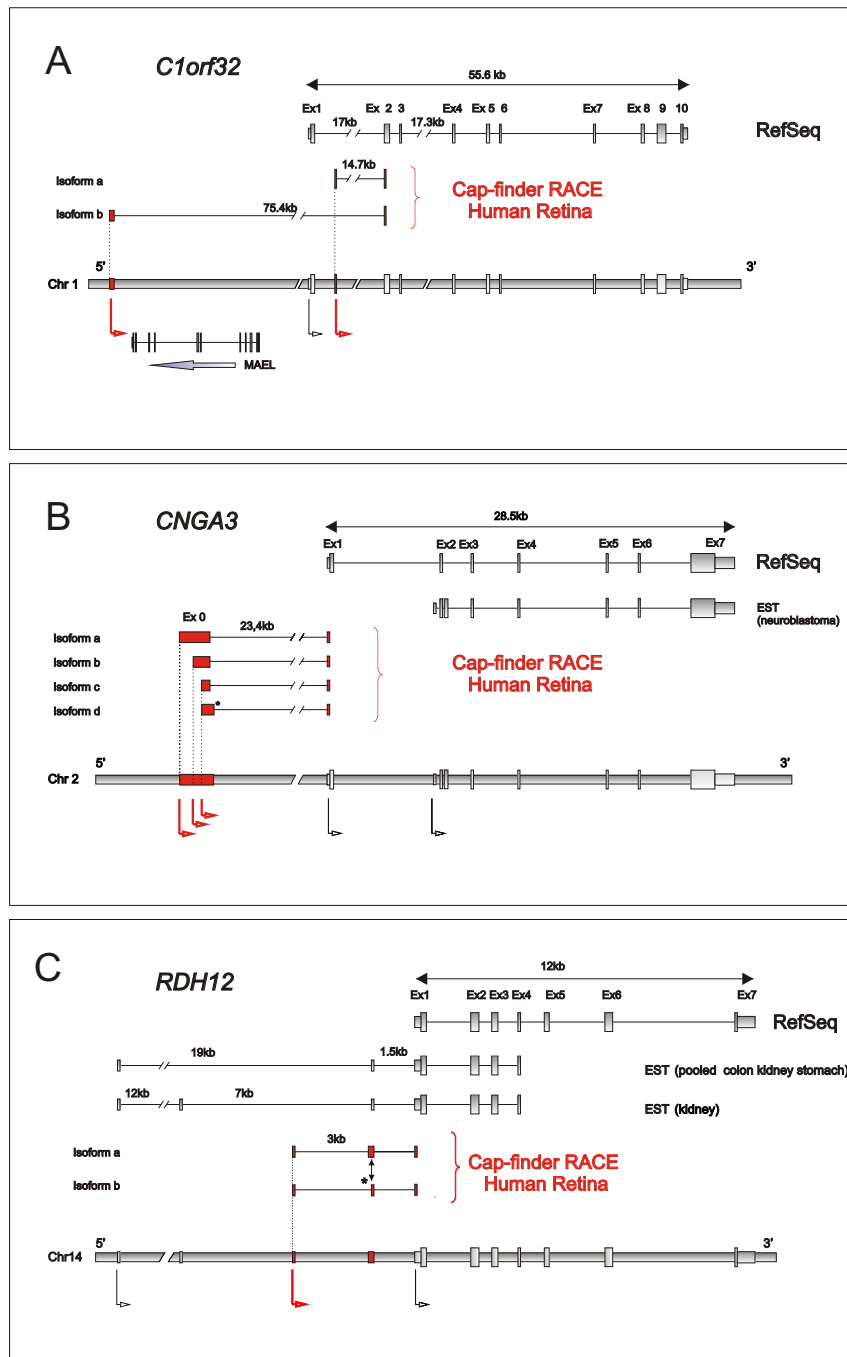 A
C1orf32
55.6 kb
Ex1 Ex 2 3 Ex4 Ex 5 6 Ex7 Ex 8 9 10
17kb 17.3kb
RefSeq
Isoform a 14.7kb
Isoform b 75.4kb
Cap-finder RACE
Human Retina
5' 3'
Chr 1
MAEL
B
CNGA3
28.5kb
Ex1 Ex2 Ex3 Ex4 Ex5 Ex6 Ex7
RefSeq
EST
(neuroblastoma)
Ex 0
Isoform a 23,4kb
Isoform b
Isoform c
Isoform d *
Cap-finder RACE
Human Retina
5' 3'
Chr 2
C
RDH12
12kb
Ex1 Ex2 Ex3 Ex4 Ex5 Ex6 Ex7
RefSeq
19kb 1.5kb
EST (pooled colon kidney stomach)
12kb 7kb
EST (kidney)
Isoform a 3kb
Isoform b *
Cap-finder RACE
Human Retina
5' 3'
Chr14